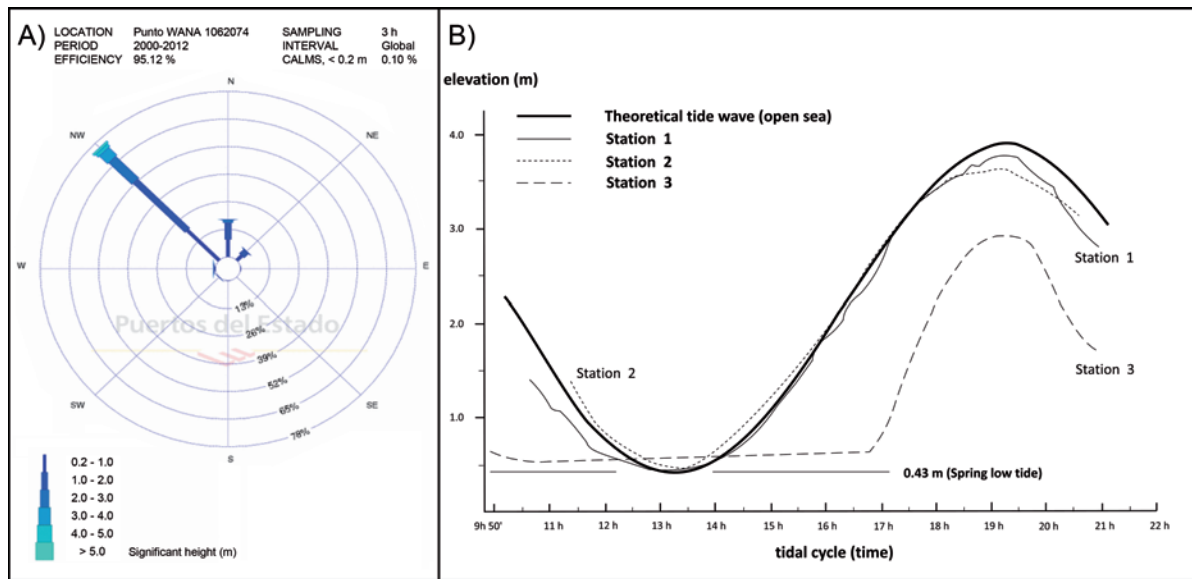 A)
LOCATION Punto WANA 1062074 SAMPLING 3 h
PERIOD 2000-2012 INTERVAL Global
EFFICIENCY 95.12 % CALMS, < 0.2 m 0.10 %
N
NW NE
W E
13%
Puertos del Estado
26%
39%
52%
SW SE
65%
78%
S
0.2 - 1.0
1.0 - 2.0
2.0 - 3.0
3.0 - 4.0
4.0 - 5.0
> 5.0 Significant height (m)
B)
elevation (m)
Theoretical tide wave (open sea)
Station 1
Station 2
Station 3
4.0
3.0
2.0
1.0
Station 1
Station 2
Station 3
0.43 m (Spring low tide)
9h 50' 11 h 12 h 13 h 14 h 15 h 16 h 17 h 18 h 19 h 20 h 21 h 22 h
tidal cycle (time)